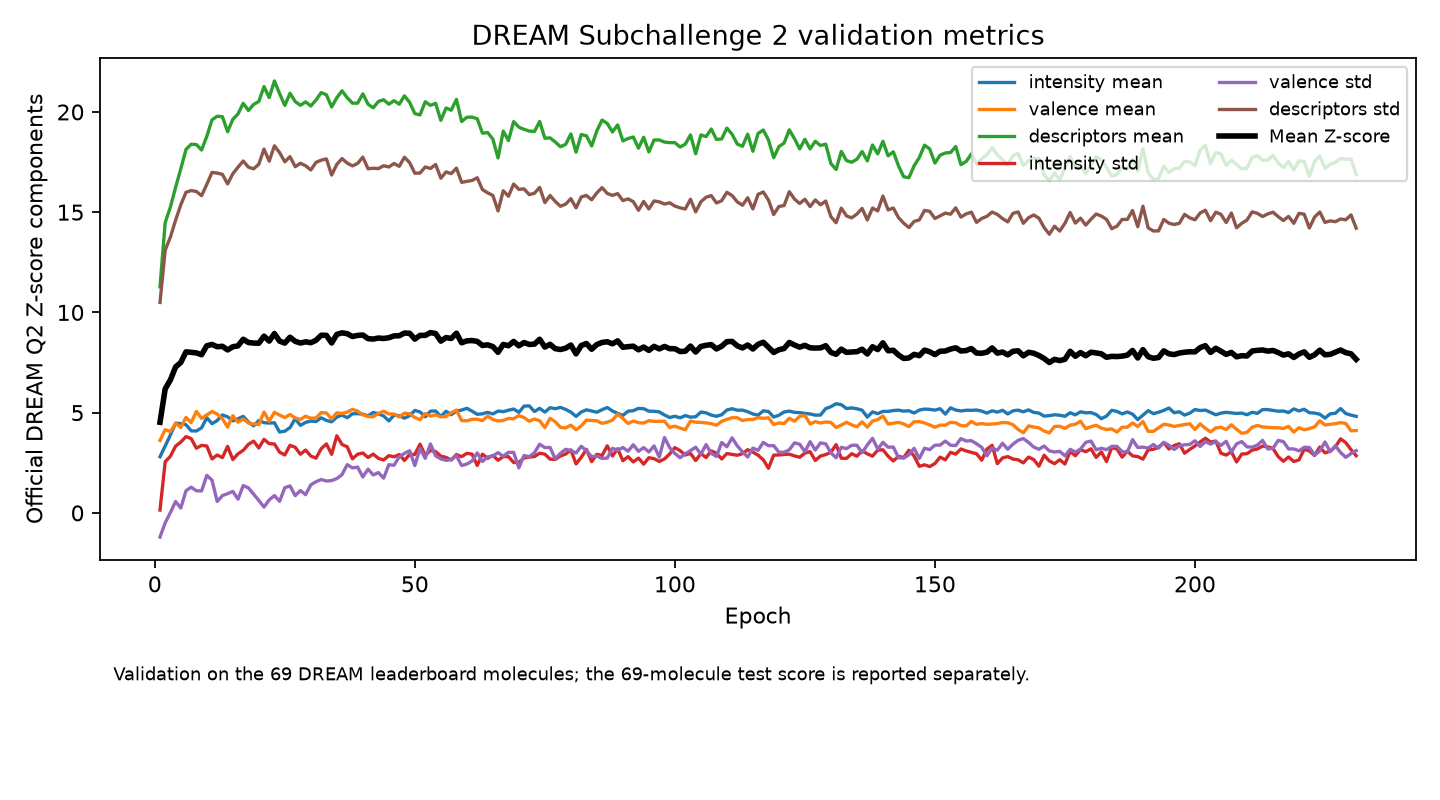 DREAM Subchallenge 2 validation metrics
Official DREAM Q2 Z-score components
20
15
10
5
0
intensity mean
valence mean
descriptors mean
intensity std
valence std
descriptors std
Mean Z-score
0 50 100 150 200
Epoch
Validation on the 69 DREAM leaderboard molecules; the 69-molecule test score is reported separately.